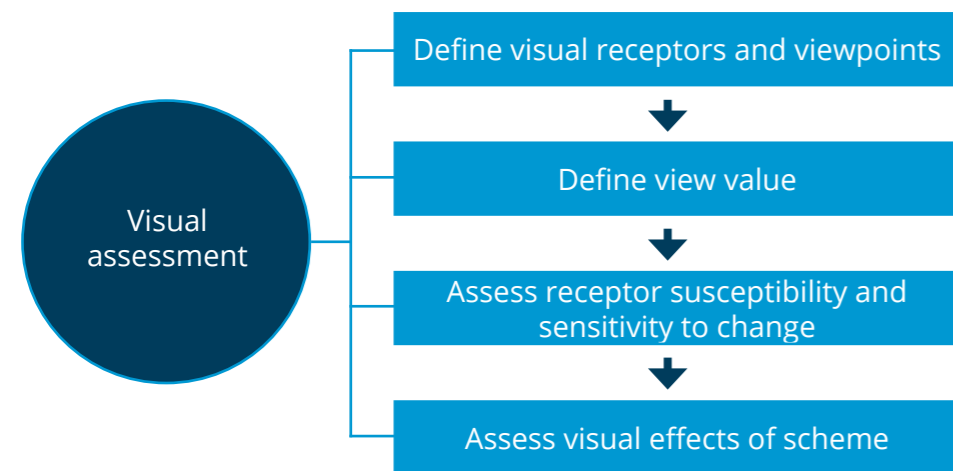 Define visual receptors and viewpoints
Define view value
Visual
assessment
Assess receptor susceptibility and
sensitivity to change
Assess visual effects of scheme